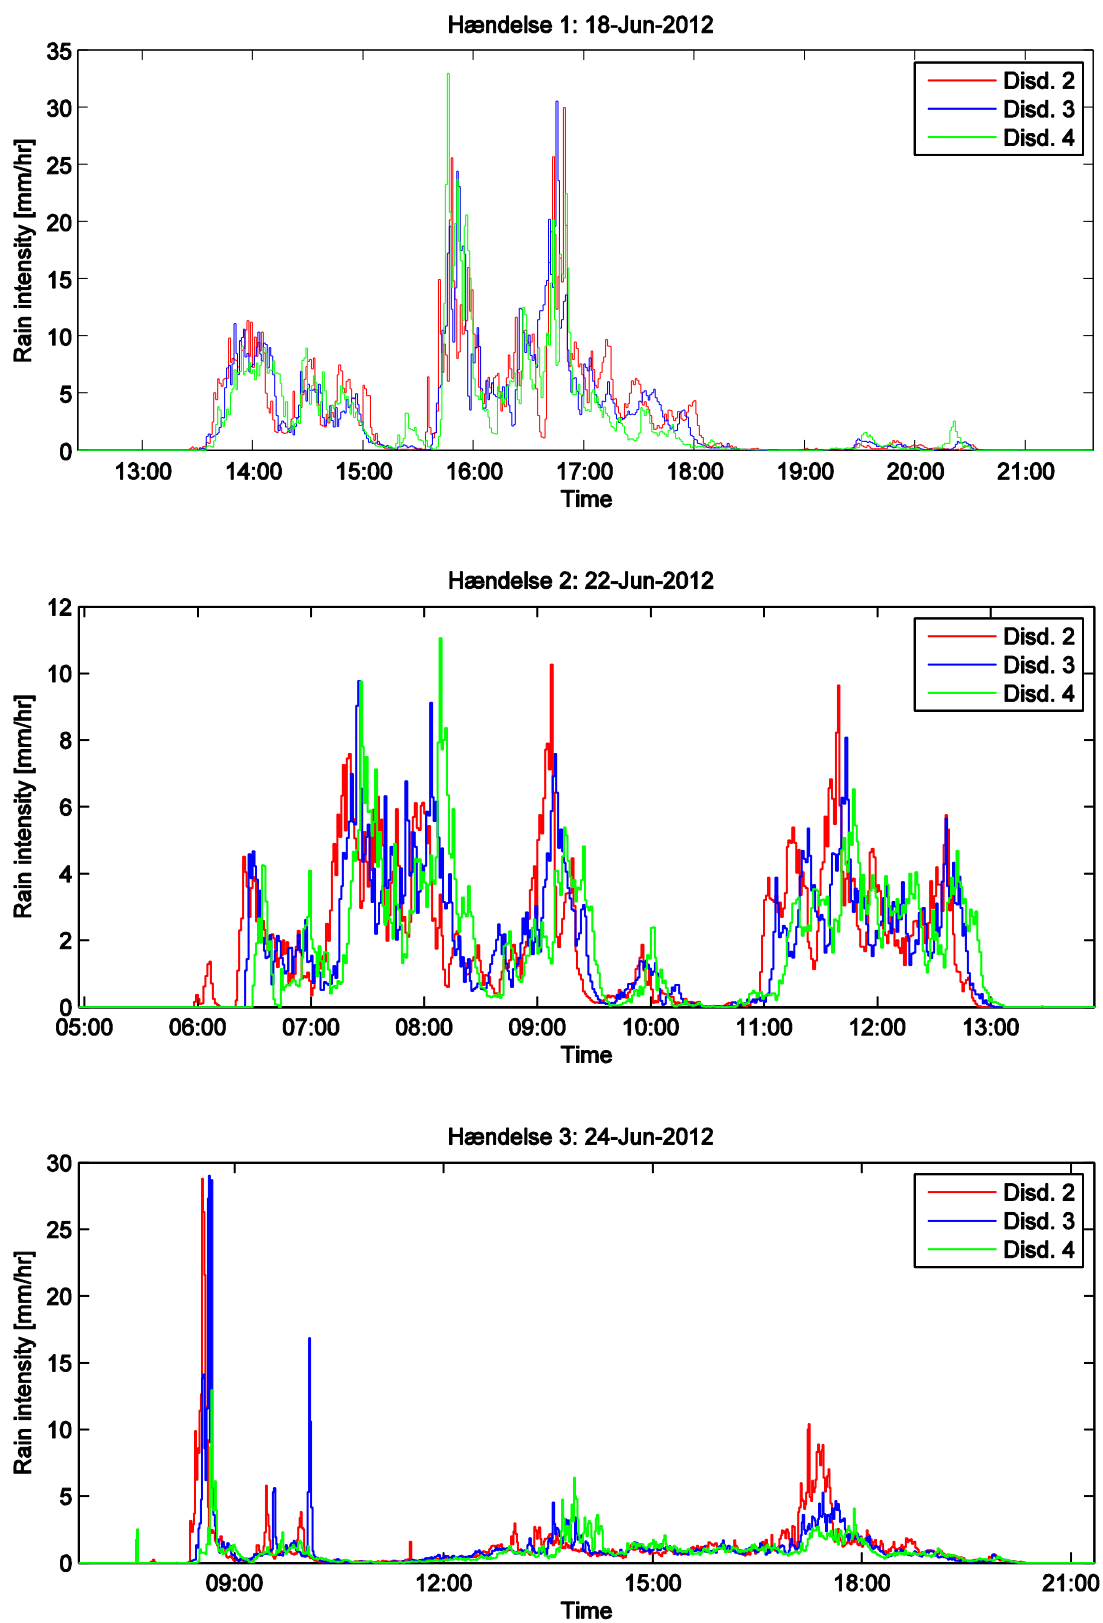 Hændelse 1: 18-Jun-2012
35
30
25
20
15
10
5
0
Rain intensity [mm/hr]
Disd. 2
Disd. 3
Disd. 4
13:00 14:00 15:00 16:00 17:00 18:00 19:00 20:00 21:00
Time
Hændelse 2: 22-Jun-2012
12
10
8
6
4
2
0
Rain intensity [mm/hr]
Disd. 2
Disd. 3
Disd. 4
05:00 06:00 07:00 08:00 09:00 10:00 11:00 12:00 13:00
Time
Hændelse 3: 24-Jun-2012
30
25
20
15
10
5
0
Rain intensity [mm/hr]
Disd. 2
Disd. 3
Disd. 4
09:00 12:00 15:00 18:00 21:00
Time